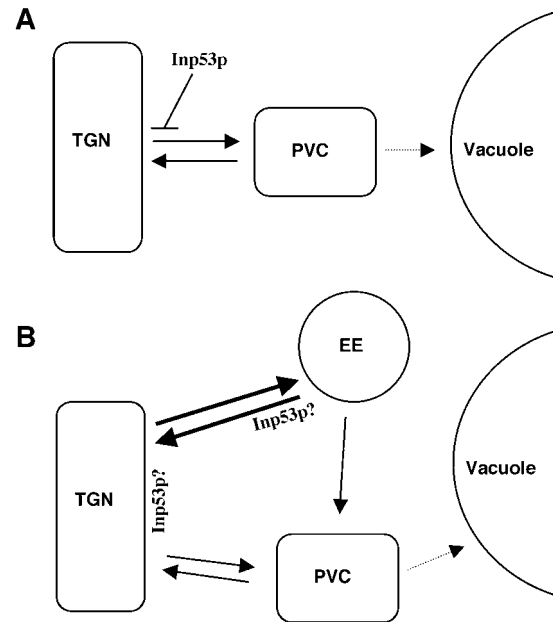 A
Inp53p
TGN
PVC
Vacuole
B
EE
Inp53p?
Inp53p?
TGN
Vacuole
PVC